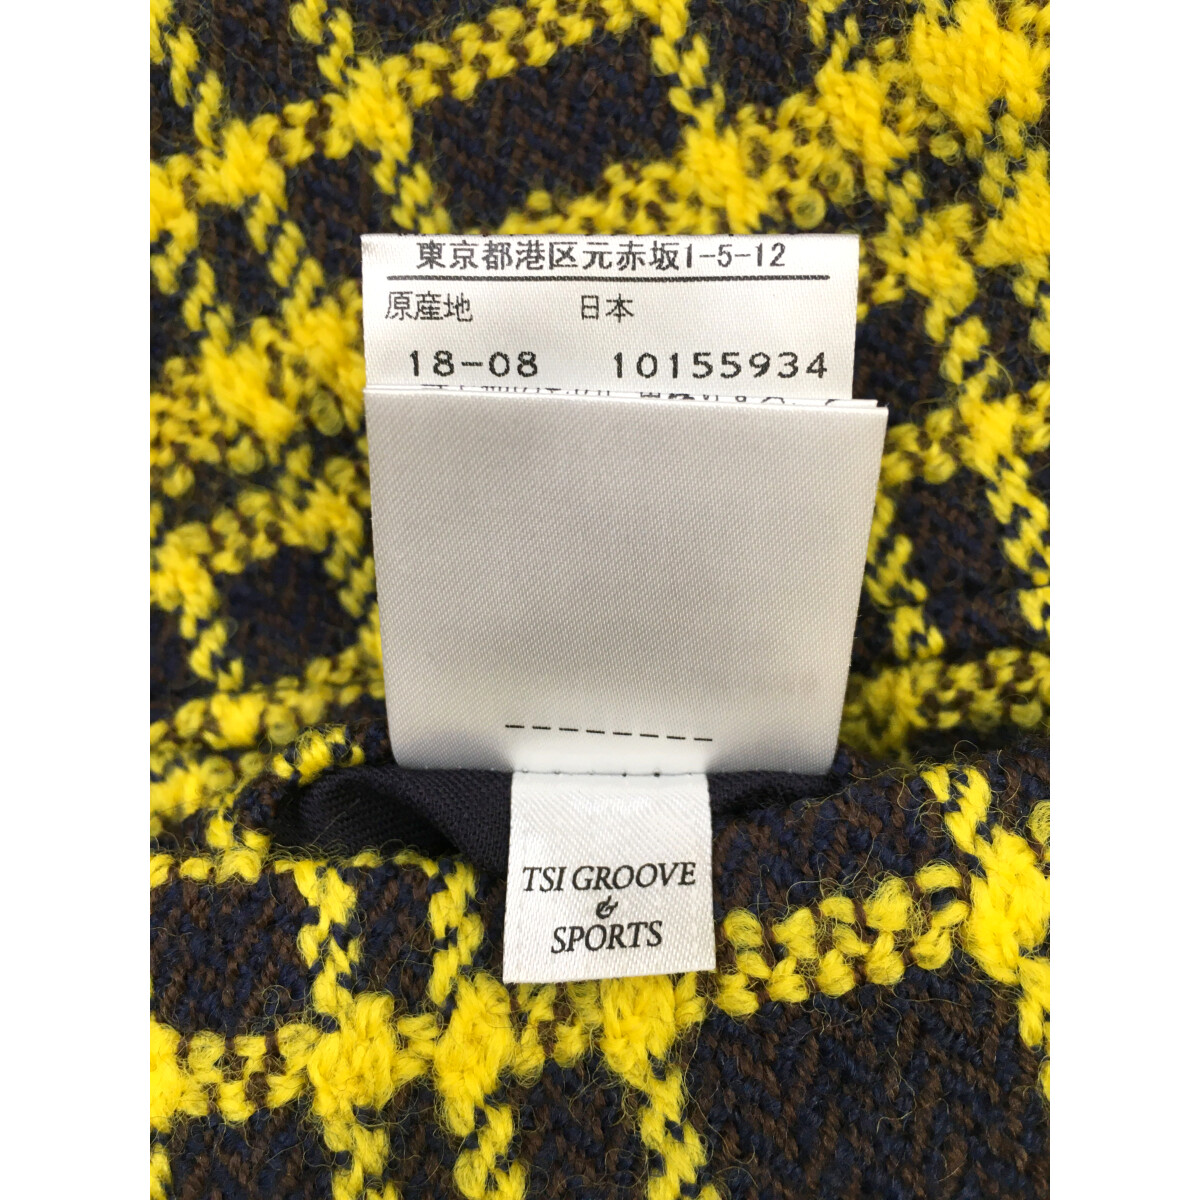 東京都港区元赤坂1-5-12
原産地 日本
18-08 10155934
TSI GROOVE
&
SPORTS